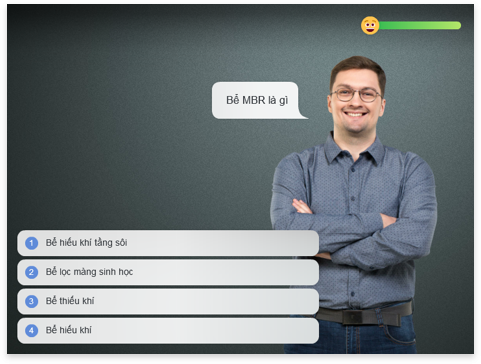 Bể MBR là gì
1 Bể hiếu khí tầng sôi
2 Bể lọc màng sinh học
3 Bể thiếu khí
4 Bể hiếu khí